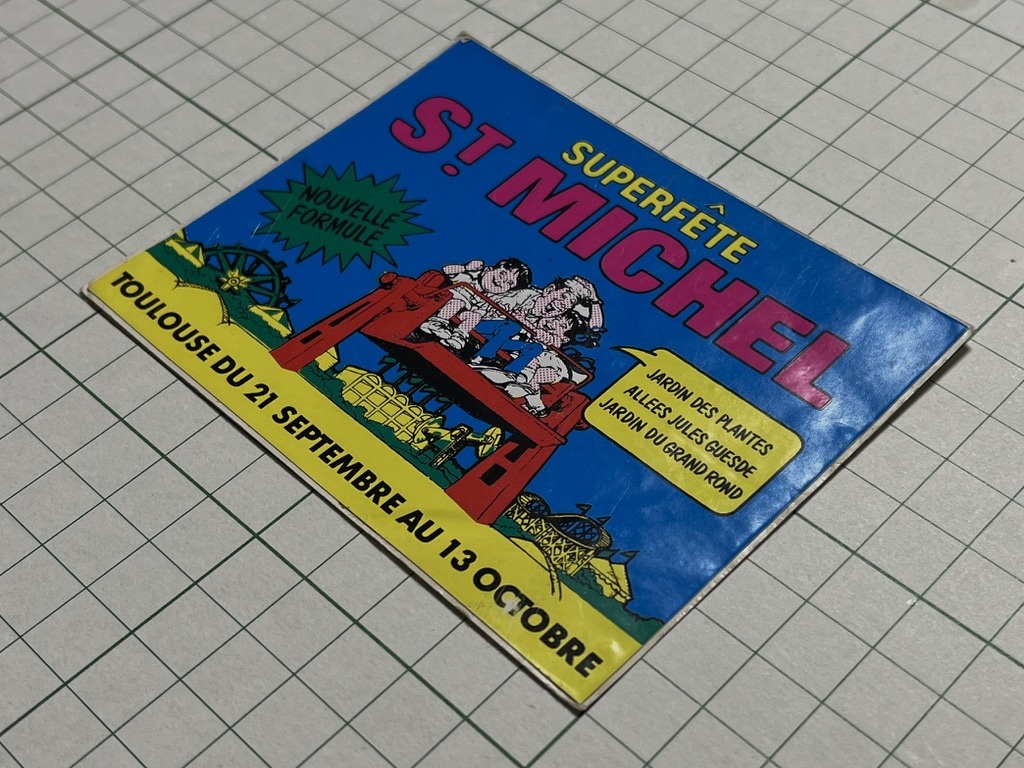 SUPERFÊTE
ST. MICHEL
NOUVELLE
FORMULE
JARDIN DES PLANTES
ALLÉES JULES GUESDE
JARDIN DU GRAND ROND
TOULOUSE DU 21 SEPTEMBRE AU 13 OCTOBRE